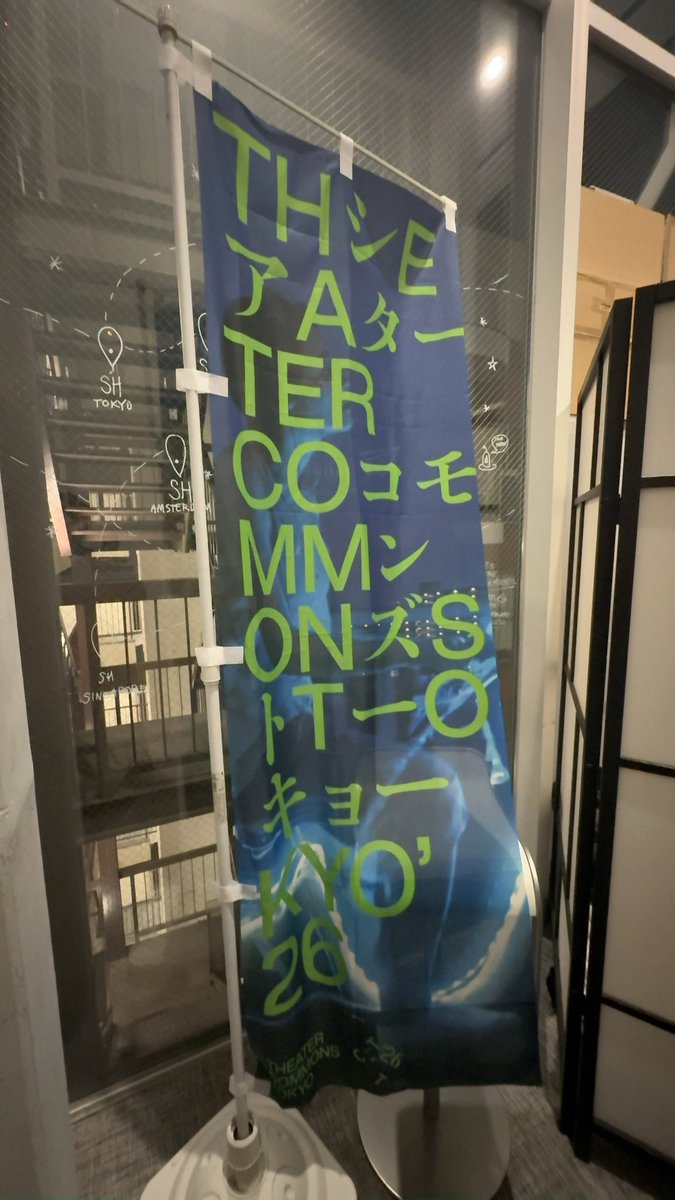 THシE
アAター
TER
COコモ
MMン
ONズS
トTーO
キョー
KYO'
26
THEATER
COMMONS
TOKYO
SH
TOKYO
SH
AMSTERDAM
SH
SINGAPORE